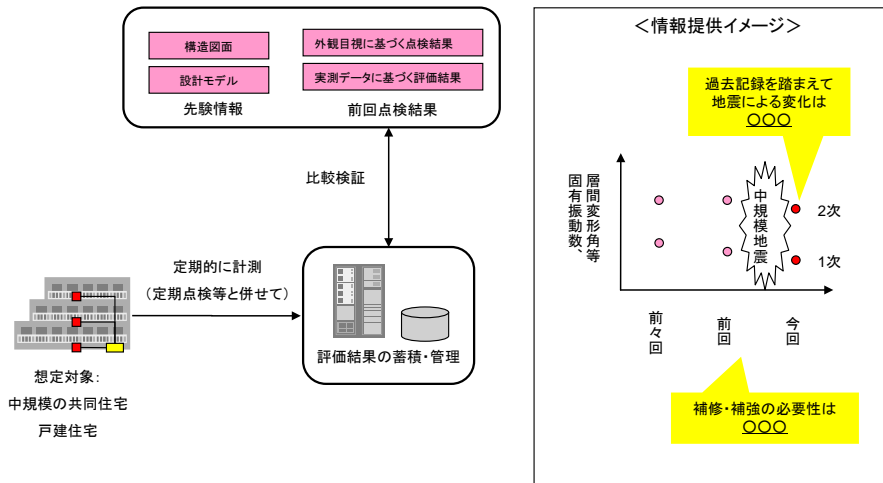 構造図面
設計モデル
先験情報
外観目視に基づく点検結果
実測データに基づく評価結果
前回点検結果
比較検証
定期的に計測
(定期点検等と併せて)
評価結果の蓄積・管理
想定対象:
中規模の共同住宅
戸建住宅
<情報提供イメージ>
過去記録を踏まえて
地震による変化は
〇〇〇
層間変形角等
固有振動数、
中規模地震
2次
1次
前々回
前回
今回
補修・補強の必要性は
〇〇〇